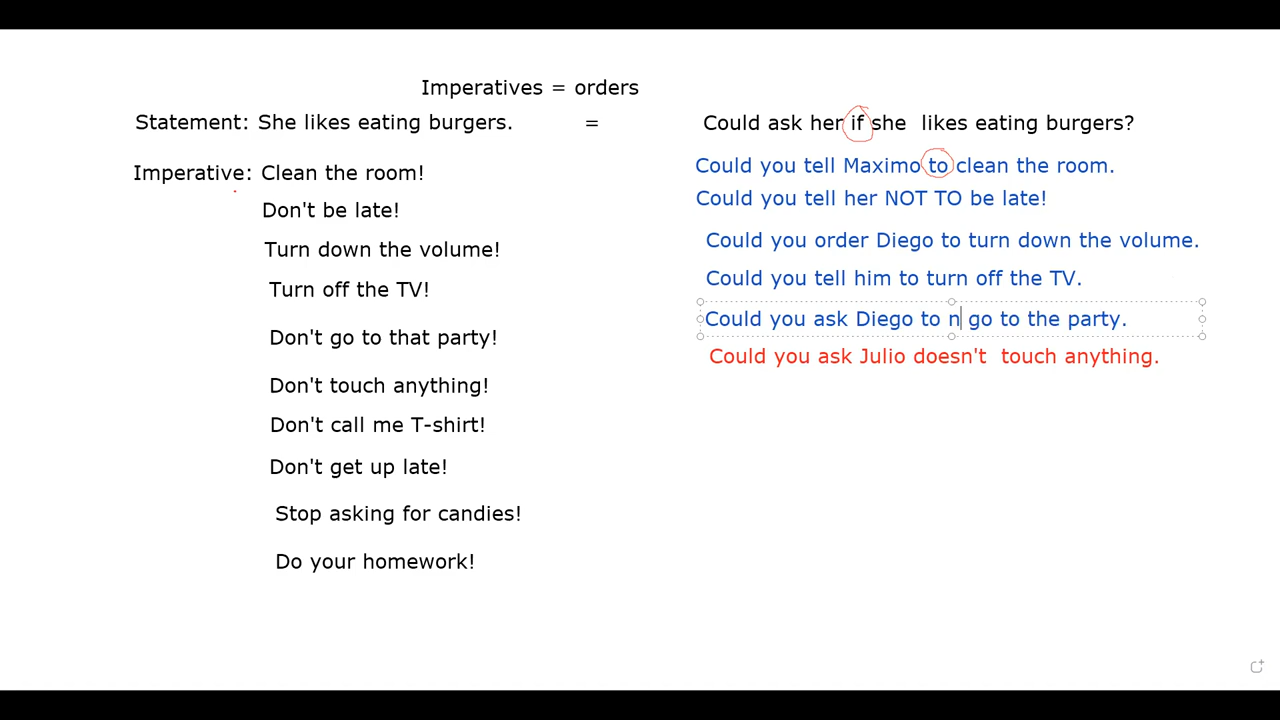 Imperatives = orders
Statement: She likes eating burgers. = Could ask her if she likes eating burgers?
Imperative: Clean the room! Could you tell Maximo to clean the room.
Don't be late! Could you tell her NOT TO be late!
Turn down the volume! Could you order Diego to turn down the volume.
Turn off the TV! Could you tell him to turn off the TV.
Don't go to that party! Could you ask Diego to n go to the party.
Don't touch anything! Could you ask Julio doesn't touch anything.
Don't call me T-shirt!
Don't get up late!
Stop asking for candies!
Do your homework!